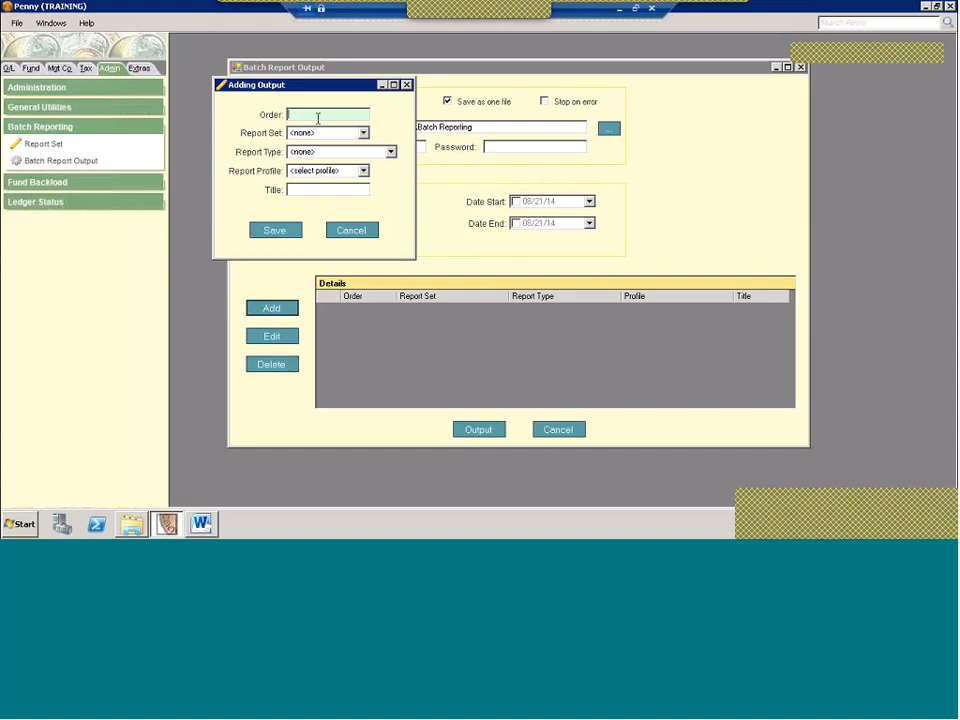 Penny (TRAINING)
File Windows Help
Search Penny
G/L Fund Mgt Co Tax Admin Extras
Administration
General Utilities
Batch Reporting
Report Set
Batch Report Output
Fund Backload
Ledger Status
Batch Report Output
Adding Output
Order:
Report Set: <none>
Report Type: <none>
Report Profile: <select profile>
Title:
Save Cancel
Save as one file Stop on error
Batch Reporting ...
Password:
Date Start: 08/21/14
Date End: 08/21/14
Details
Order Report Set Report Type Profile Title
Add
Edit
Delete
Output Cancel
Start